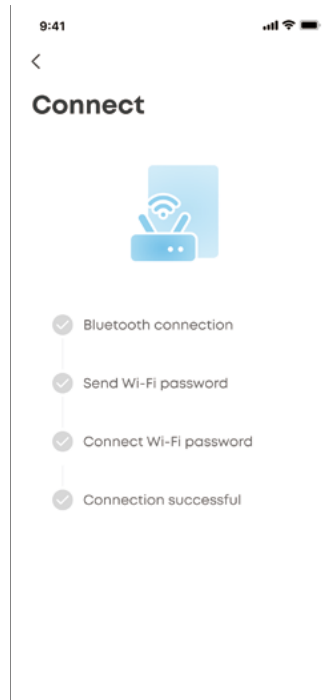 9:41
Connect
Bluetooth connection
Send Wi-Fi password
Connect Wi-Fi password
Connection successful